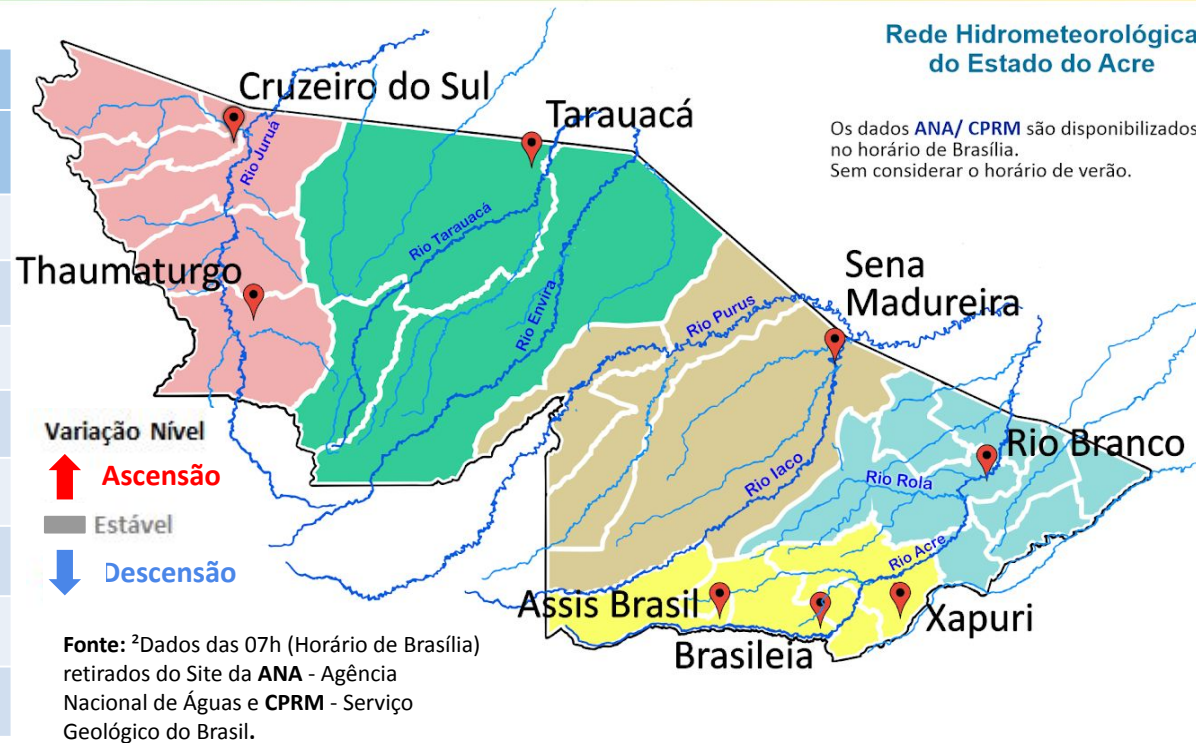 Rede Hidrometeorológica
do Estado do Acre
Os dados ANA/ CPRM são disponibilizados
no horário de Brasília.
Sem considerar o horário de verão.
Cruzeiro do Sul
Tarauacá
Rio Juruá
Rio Tarauacá
Thaumaturgo
Rio Envira
Sena
Madureira
Rio Purus
Variação Nível
Ascensão
Estável
Descensão
Rio Branco
Rio Iaco
Rio Rola
Rio Acre
Assis Brasil
Xapuri
Brasileia
Fonte: ²Dados das 07h (Horário de Brasília)
retirados do Site da ANA - Agência
Nacional de Águas e CPRM - Serviço
Geológico do Brasil.